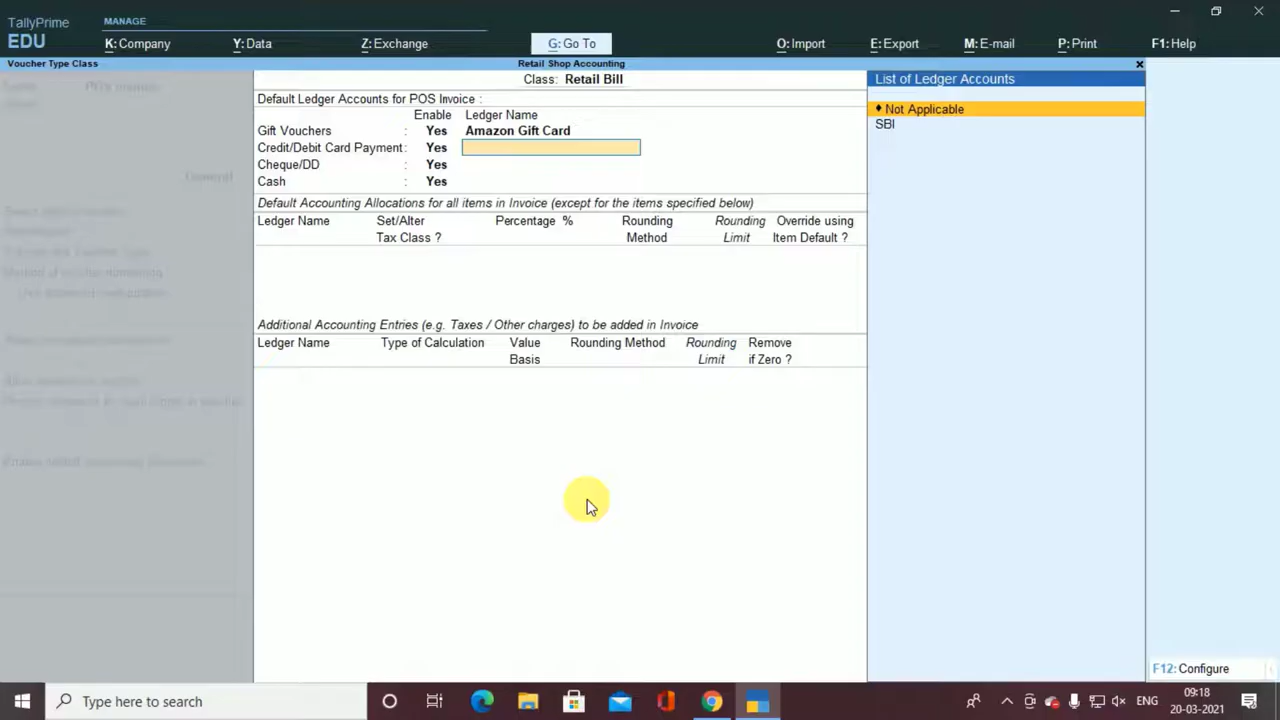 TallyPrime
MANAGE
EDU
K: Company
Y: Data
Z: Exchange
G: Go To
O: Import
E: Export
M: E-mail
P: Print
F1: Help
Voucher Type Class
Retail Shop Accounting
Class: Retail Bill
Default Ledger Accounts for POS Invoice :
Enable Ledger Name
Gift Vouchers : Yes Amazon Gift Card
Credit/Debit Card Payment: Yes
Cheque/DD : Yes
Cash : Yes
Default Accounting Allocations for all items in Invoice (except for the items specified below)
Ledger Name Set/Alter Percentage % Rounding Rounding Override using
Tax Class ? Method Limit Item Default ?
Additional Accounting Entries (e.g. Taxes / Other charges) to be added in Invoice
Ledger Name Type of Calculation Value Rounding Method Rounding Remove
Basis Limit if Zero ?
List of Ledger Accounts
Not Applicable
SBI
General
F12: Configure
Type here to search
ENG
09:18
20-03-2021